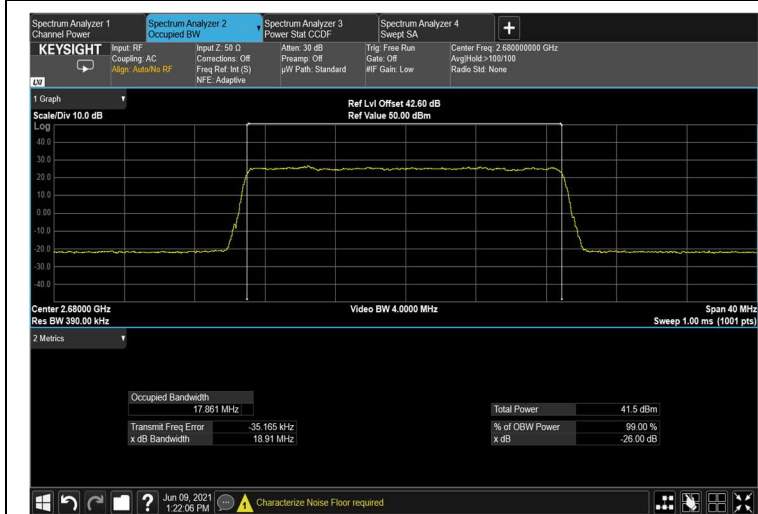 Spectrum Analyzer 1
Channel Power
Spectrum Analyzer 2
Occupied BW
Spectrum Analyzer 3
Power Stat CCDF
Spectrum Analyzer 4
Swept SA
KEYSIGHT
LXI
Input: RF
Coupling: AC
Align: Auto/No RF
Input Z: 50 Ω
Corrections: Off
Freq Ref: Int (S)
NFE: Adaptive
Atten: 30 dB
Preamp: Off
µW Path: Standard
Trig: Free Run
Gate: Off
#IF Gain: Low
Center Freq: 2.680000000 GHz
Avg|Hold:>100/100
Radio Std: None
1 Graph
Scale/Div 10.0 dB
Ref Lvl Offset 42.60 dB
Ref Value 50.00 dBm
Log
40.0
30.0
20.0
10.0
0.00
-10.0
-20.0
-30.0
-40.0
Center 2.68000 GHz
Res BW 390.00 kHz
Video BW 4.0000 MHz
Span 40 MHz
Sweep 1.00 ms (1001 pts)
2 Metrics
Occupied Bandwidth
17.861 MHz
Transmit Freq Error -35.165 kHz
x dB Bandwidth 18.91 MHz
Total Power 41.5 dBm
% of OBW Power 99.00 %
x dB -26.00 dB
?
Jun 09, 2021
1:22:06 PM
1
Characterize Noise Floor required